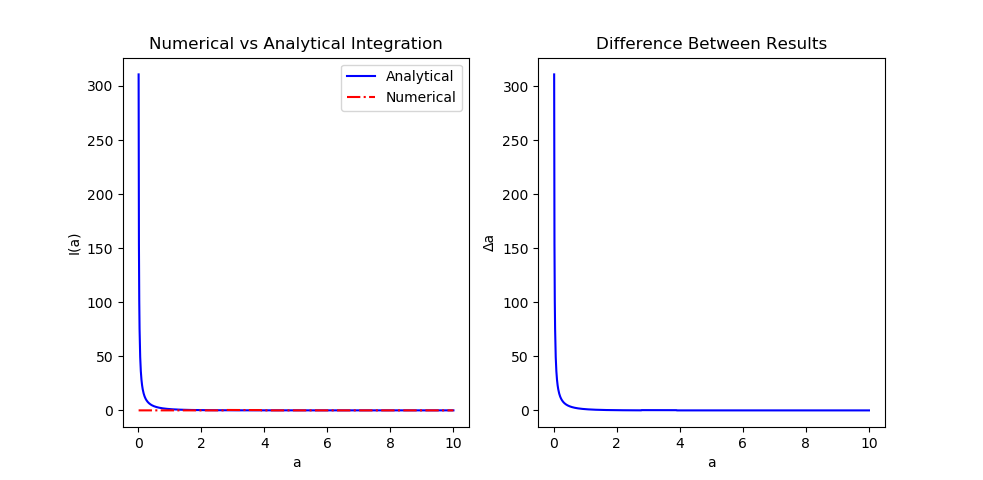 Numerical vs Analytical Integration
Analytical
Numerical
300
250
200
150
100
50
0
I(a)
0 2 4 6 8 10
a
Difference Between Results
300
250
200
150
100
50
0
Δa
0 2 4 6 8 10
a